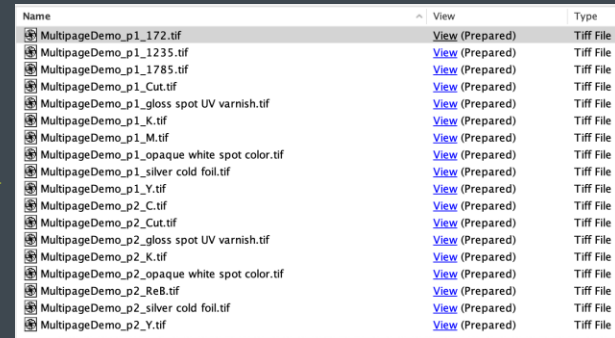 Name View Type
MultipageDemo_p1_172.tif View (Prepared) Tiff File
MultipageDemo_p1_1235.tif View (Prepared) Tiff File
MultipageDemo_p1_1785.tif View (Prepared) Tiff File
MultipageDemo_p1_Cut.tif View (Prepared) Tiff File
MultipageDemo_p1_gloss spot UV varnish.tif View (Prepared) Tiff File
MultipageDemo_p1_K.tif View (Prepared) Tiff File
MultipageDemo_p1_M.tif View (Prepared) Tiff File
MultipageDemo_p1_opaque white spot color.tif View (Prepared) Tiff File
MultipageDemo_p1_silver cold foil.tif View (Prepared) Tiff File
MultipageDemo_p1_Y.tif View (Prepared) Tiff File
MultipageDemo_p2_C.tif View (Prepared) Tiff File
MultipageDemo_p2_Cut.tif View (Prepared) Tiff File
MultipageDemo_p2_gloss spot UV varnish.tif View (Prepared) Tiff File
MultipageDemo_p2_K.tif View (Prepared) Tiff File
MultipageDemo_p2_opaque white spot color.tif View (Prepared) Tiff File
MultipageDemo_p2_ReB.tif View (Prepared) Tiff File
MultipageDemo_p2_silver cold foil.tif View (Prepared) Tiff File
MultipageDemo_p2_Y.tif View (Prepared) Tiff File